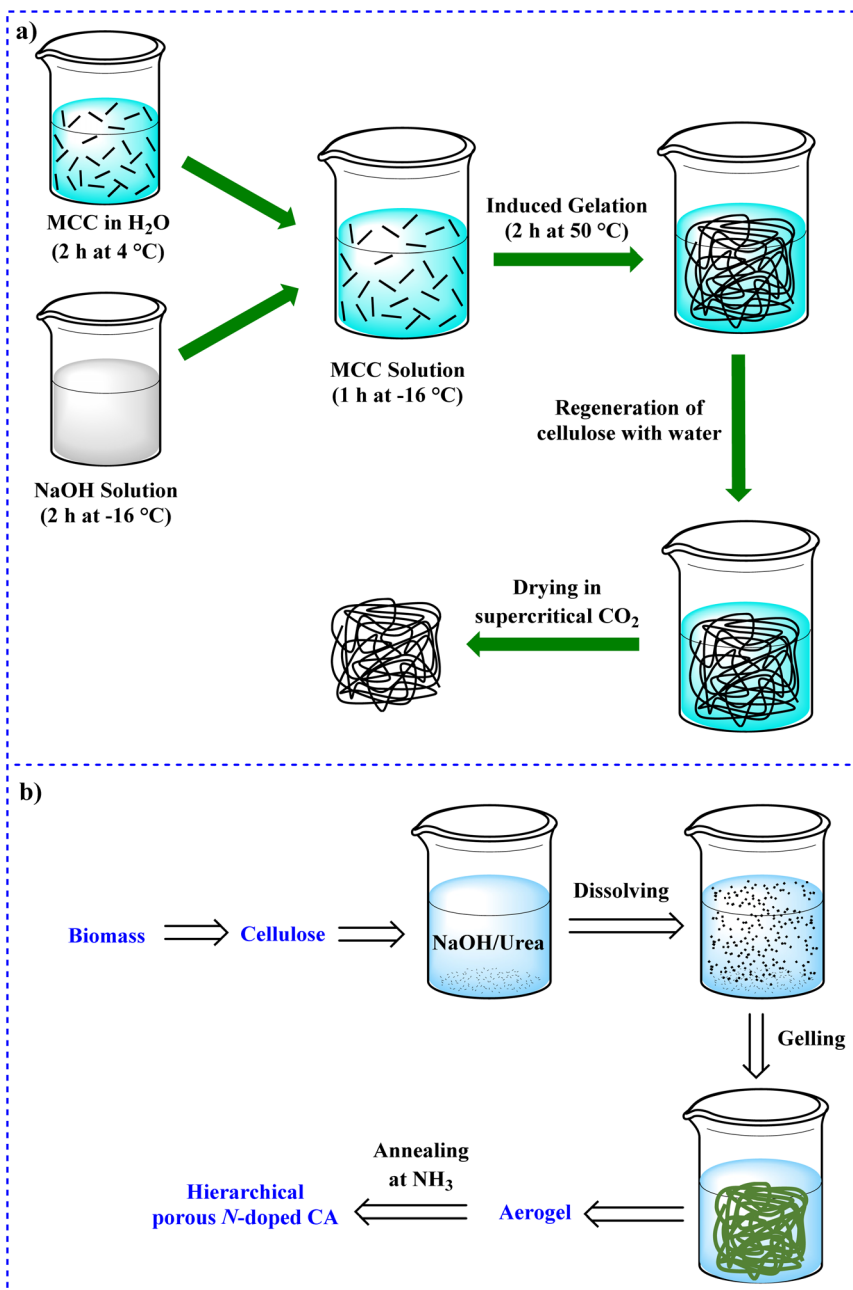 a)
MCC in H₂O
(2 h at 4 °C)
NaOH Solution
(2 h at -16 °C)
MCC Solution
(1 h at -16 °C)
Induced Gelation
(2 h at 50 °C)
Regeneration of
cellulose with water
Drying in
supercritical CO₂
b)
Biomass
Cellulose
NaOH/Urea
Dissolving
Gelling
Aerogel
Annealing
at NH₃
Hierarchical
porous N-doped CA